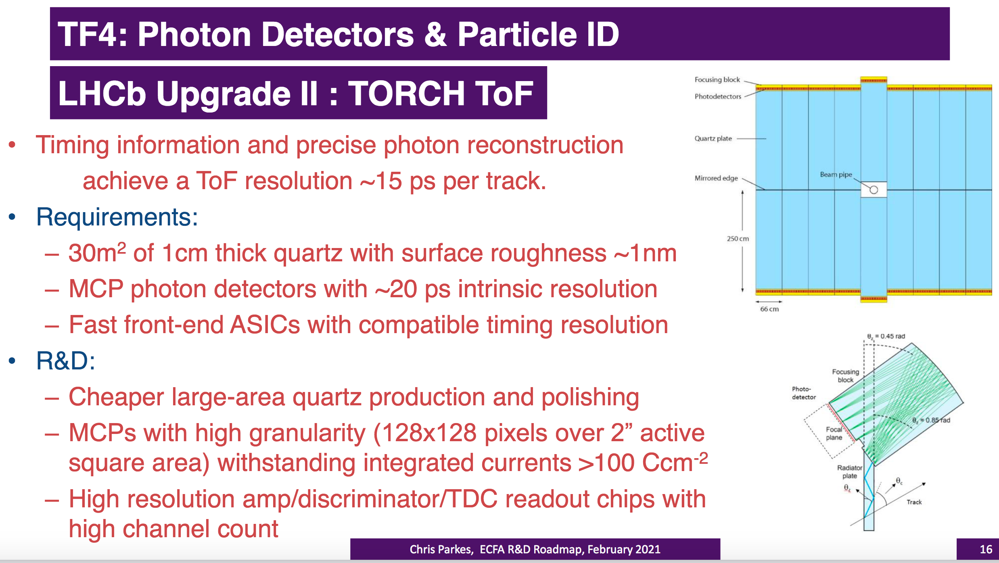 TF4: Photon Detectors & Particle ID
LHCb Upgrade II : TORCH ToF
• Timing information and precise photon reconstruction
achieve a ToF resolution ~15 ps per track.
• Requirements:
– 30m² of 1cm thick quartz with surface roughness ~1nm
– MCP photon detectors with ~20 ps intrinsic resolution
– Fast front-end ASICs with compatible timing resolution
• R&D:
– Cheaper large-area quartz production and polishing
– MCPs with high granularity (128x128 pixels over 2” active
square area) withstanding integrated currents >100 Ccm⁻²
– High resolution amp/discriminator/TDC readout chips with
high channel count
Focusing block
Photodetectors
Quartz plate
Mirrored edge
Beam pipe
250 cm
66 cm
θz = 0.45 rad
Focusing
block
Photo-
detector
θz = 0.85 rad
Focal
plane
Radiator
plate
θc
θz
Track
Chris Parkes, ECFA R&D Roadmap, February 2021
16